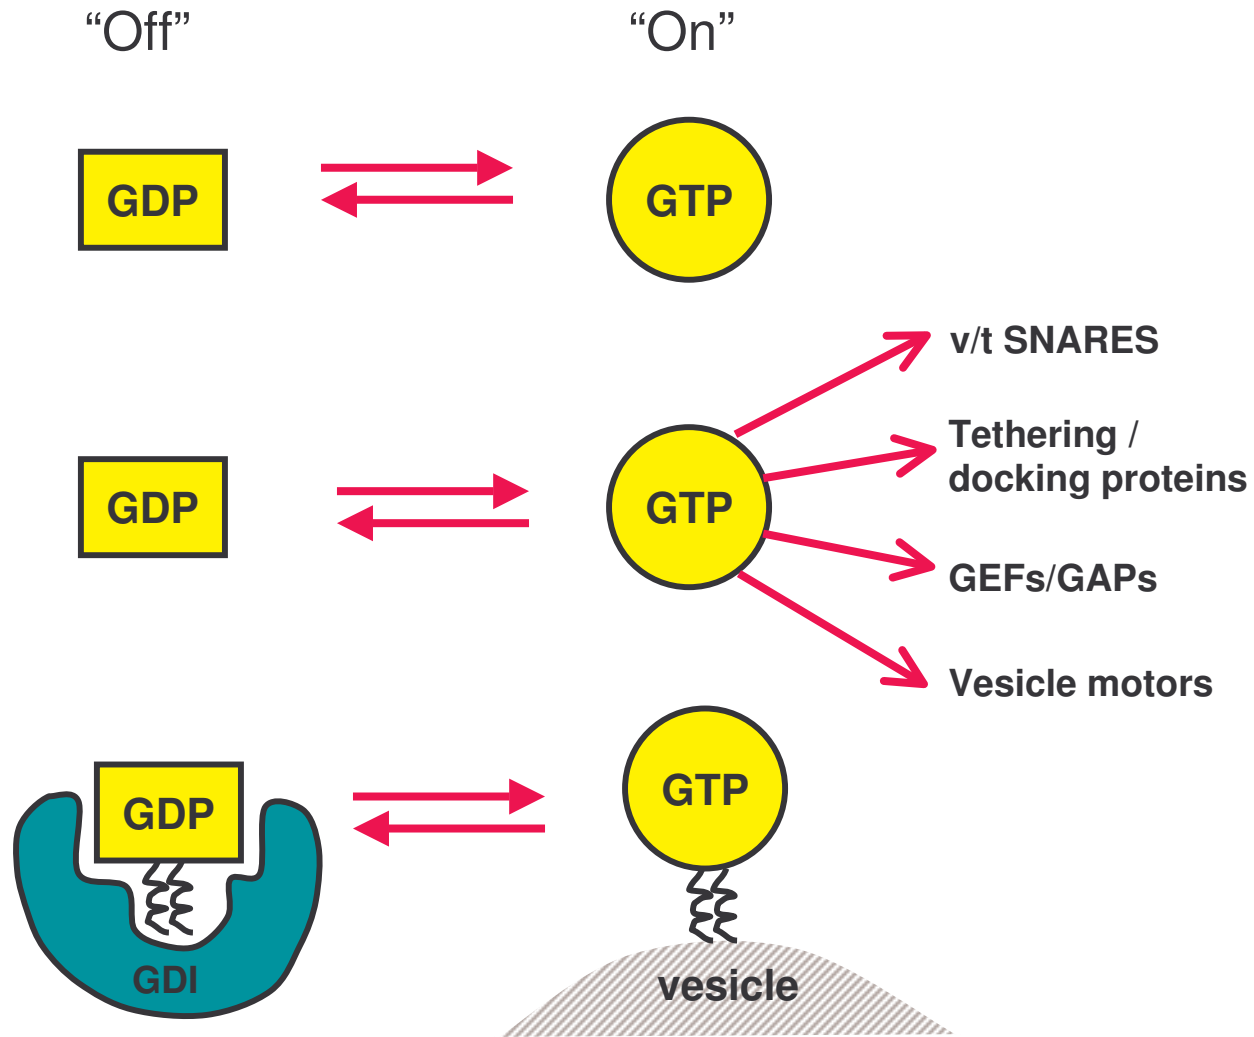 “Off”
“On”
GDP
GTP
v/t SNARES
Tethering /
docking proteins
GDP
GTP
GEFs/GAPs
Vesicle motors
GDP
GTP
GDI
vesicle